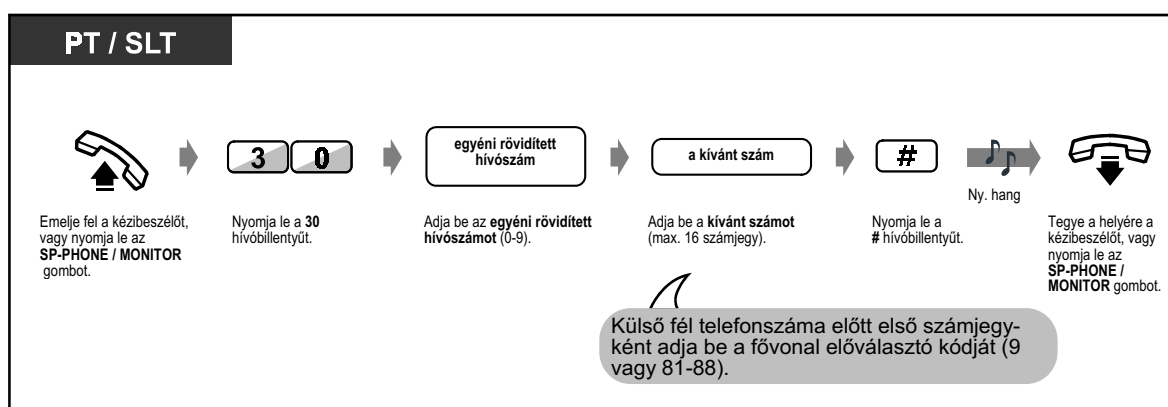 PT / SLT
3 0
egyéni rövidített
hívószám
a kívánt szám
#
Ny. hang
Emelje fel a kézibeszélőt,
vagy nyomja le az
SP-PHONE / MONITOR
gombot.
Nyomja le a 30
hívóbillentyűt.
Adja be az egyéni rövidített
hívószámot (0-9).
Adja be a kívánt számot
(max. 16 számjegy).
Nyomja le a
# hívóbillentyűt.
Tegye a helyére a
kézibeszélőt, vagy
nyomja le az
SP-PHONE /
MONITOR gombot.
Külső fél telefonszáma előtt első számjegy-
ként adja be a fővonal előválasztó kódját (9
vagy 81-88).